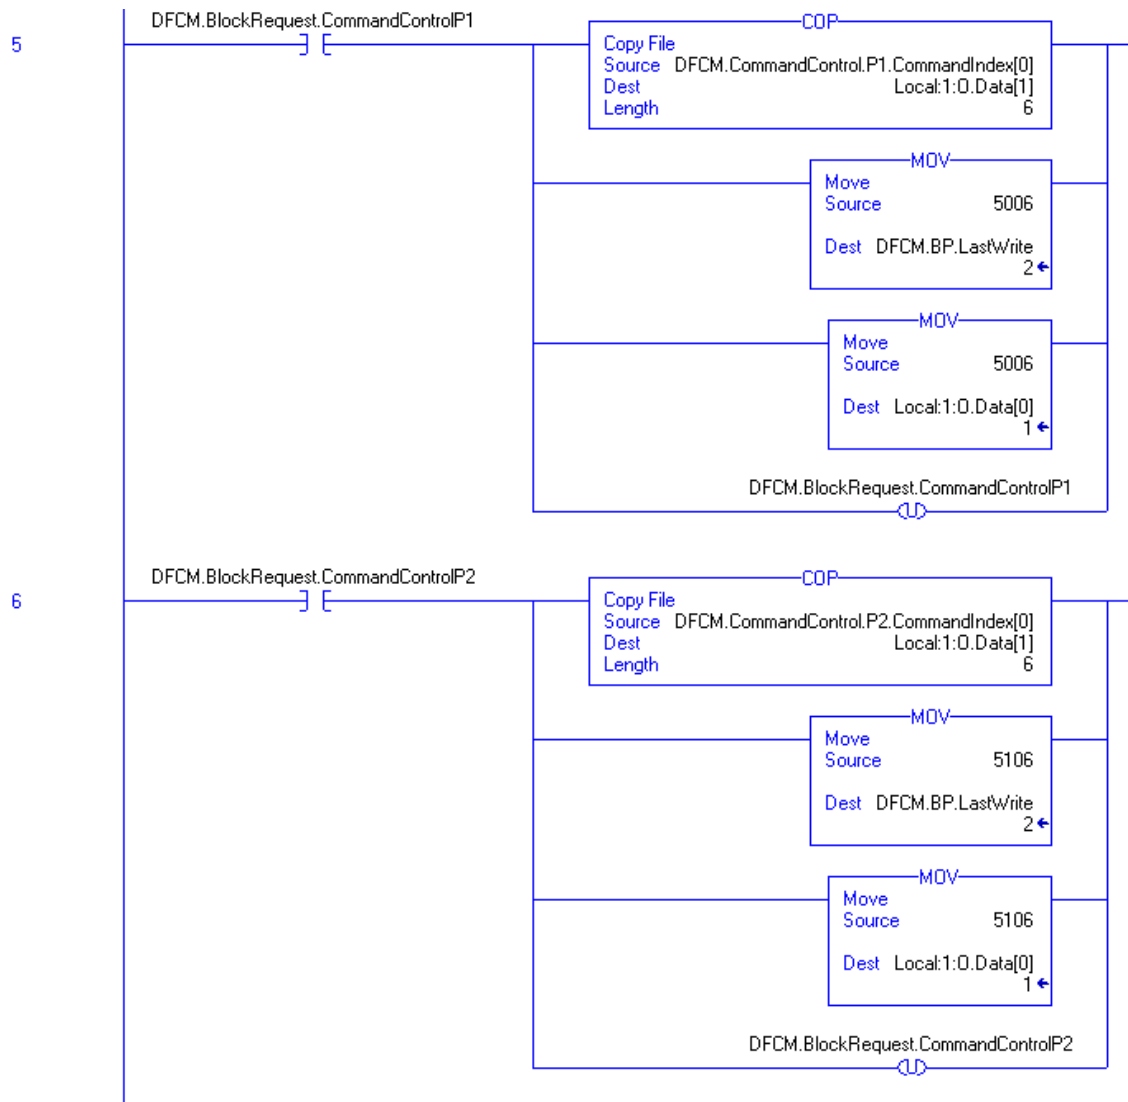 DFCM.BlockRequest.CommandControlP1
5
COP
Copy File
Source DFCM.CommandControl.P1.CommandIndex[0]
Dest Local:1:O.Data[1]
Length 6
MOV
Move
Source 5006
Dest DFCM.BP.LastWrite
2
MOV
Move
Source 5006
Dest Local:1:O.Data[0]
1
DFCM.BlockRequest.CommandControlP1
U
DFCM.BlockRequest.CommandControlP2
6
COP
Copy File
Source DFCM.CommandControl.P2.CommandIndex[0]
Dest Local:1:O.Data[1]
Length 6
MOV
Move
Source 5106
Dest DFCM.BP.LastWrite
2
MOV
Move
Source 5106
Dest Local:1:O.Data[0]
1
DFCM.BlockRequest.CommandControlP2
U